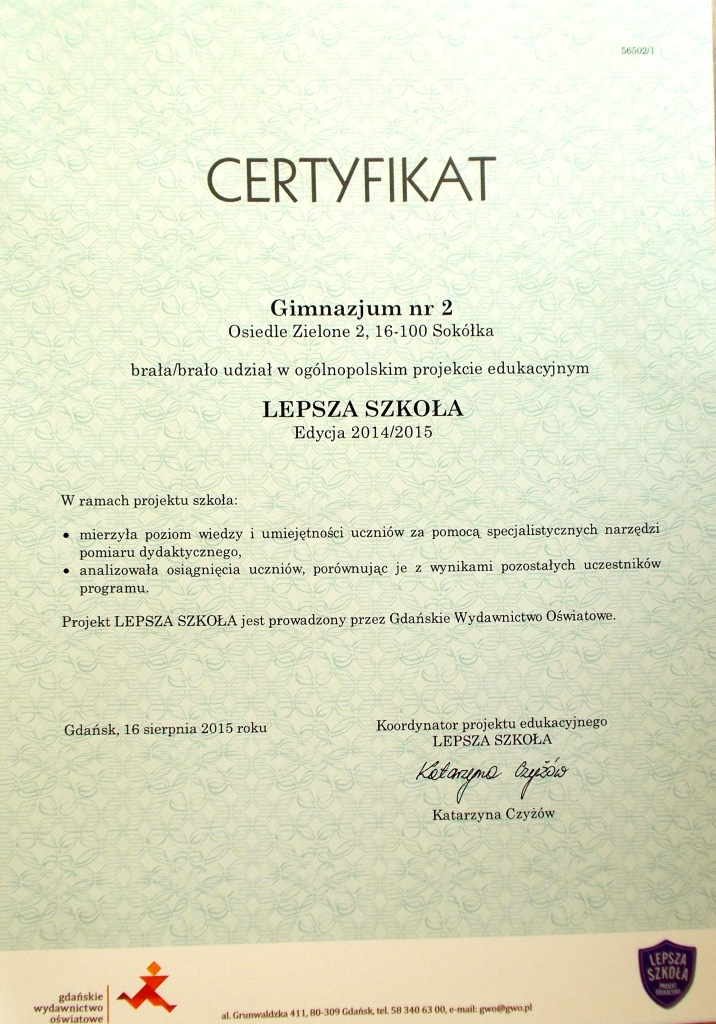 56502/1
CERTYFIKAT
Gimnazjum nr 2
Osiedle Zielone 2, 16-100 Sokółka
brała/brało udział w ogólnopolskim projekcie edukacyjnym
LEPSZA SZKOŁA
Edycja 2014/2015
W ramach projektu szkoła:
• mierzyła poziom wiedzy i umiejętności uczniów za pomocą specjalistycznych narzędzi
pomiaru dydaktycznego,
• analizowała osiągnięcia uczniów, porównując je z wynikami pozostałych uczestników
programu.
Projekt LEPSZA SZKOŁA jest prowadzony przez Gdańskie Wydawnictwo Oświatowe.
Gdańsk, 16 sierpnia 2015 roku
Koordynator projektu edukacyjnego
LEPSZA SZKOŁA
Katarzyna Czyżów
Katarzyna Czyżów
gdańskie
wydawnictwo
oświatowe
al. Grunwaldzka 411, 80-309 Gdańsk, tel. 58 340 63 00, e-mail: gwo@gwo.pl
LEPSZA
SZKOŁA
PROJEKT
EDUKACYJNY